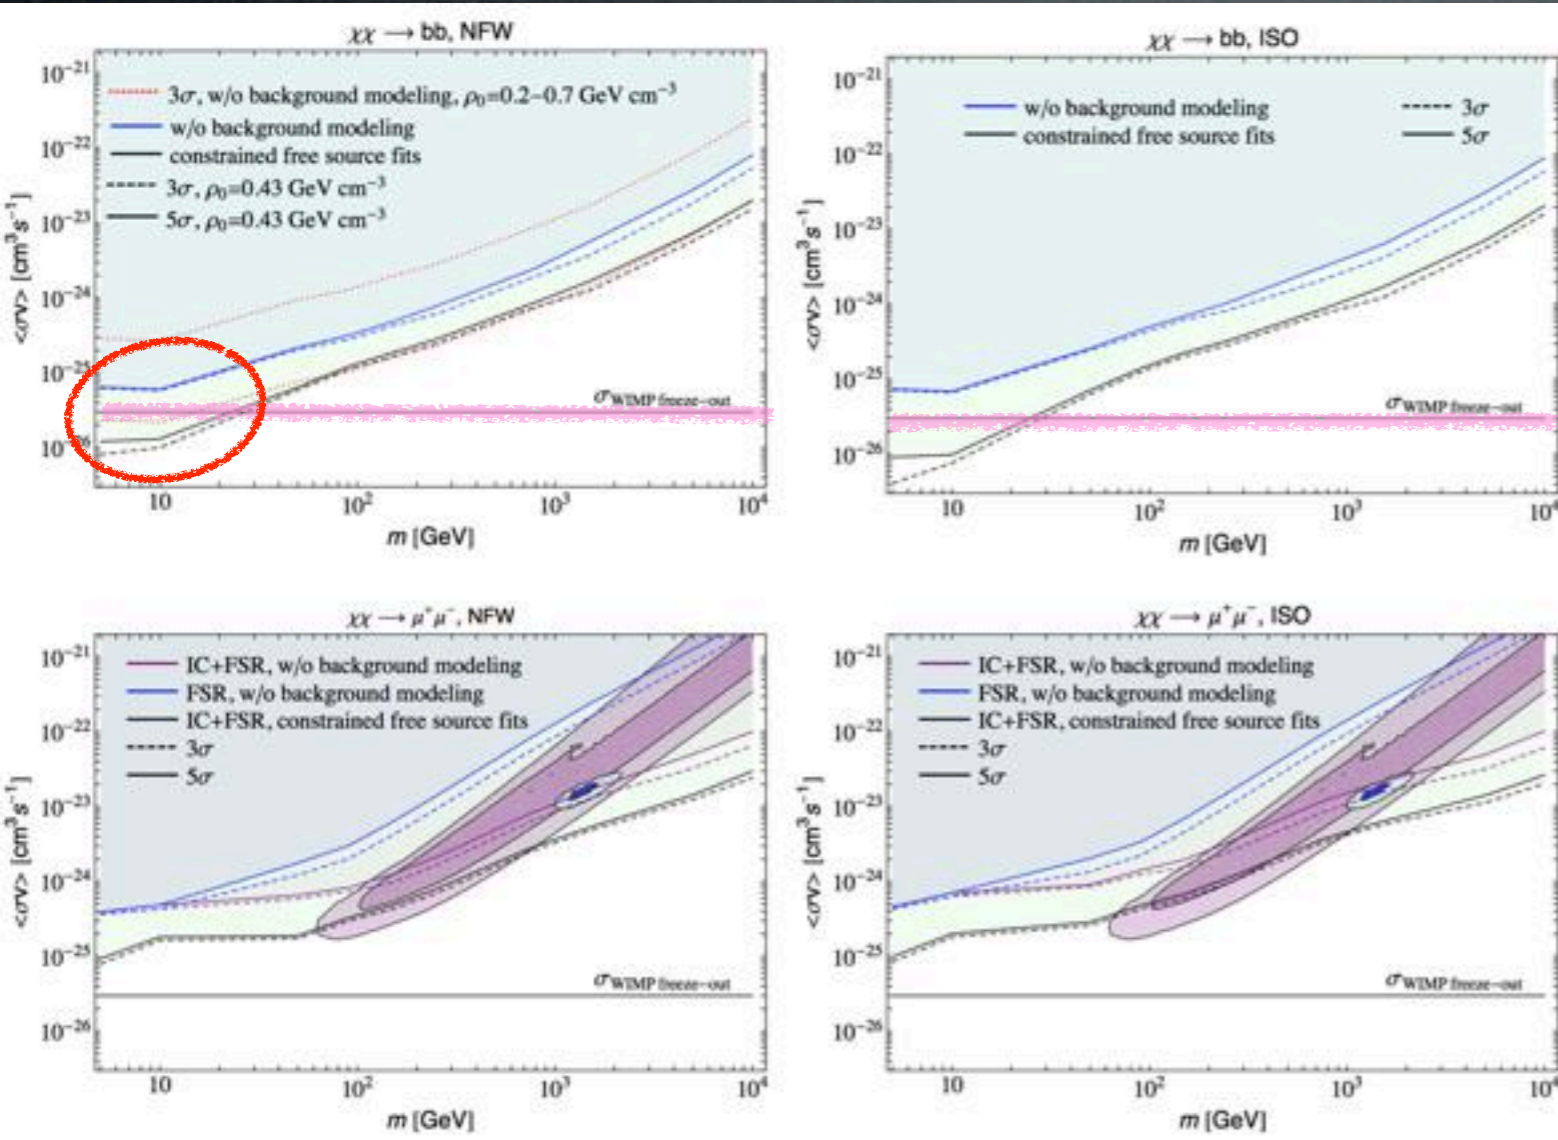 χχ → bb, NFW
3σ, w/o background modeling, ρ₀=0.2–0.7 GeV cm⁻³
w/o background modeling
constrained free source fits
3σ, ρ₀=0.43 GeV cm⁻³
5σ, ρ₀=0.43 GeV cm⁻³
<σv> [cm³s⁻¹]
10⁻²¹
10⁻²²
10⁻²³
10⁻²⁴
10⁻²⁵
10⁻²⁶
σWIMP freeze−out
10 10² 10³ 10⁴
m [GeV]
χχ → bb, ISO
w/o background modeling 3σ
constrained free source fits 5σ
<σv> [cm³s⁻¹]
10⁻²¹
10⁻²²
10⁻²³
10⁻²⁴
10⁻²⁵
10⁻²⁶
σWIMP freeze−out
10 10² 10³ 10⁴
m [GeV]
χχ → μ⁺μ⁻, NFW
IC+FSR, w/o background modeling
FSR, w/o background modeling
IC+FSR, constrained free source fits
3σ
5σ
<σv> [cm³s⁻¹]
10⁻²¹
10⁻²²
10⁻²³
10⁻²⁴
10⁻²⁵
10⁻²⁶
σWIMP freeze−out
10 10² 10³ 10⁴
m [GeV]
χχ → μ⁺μ⁻, ISO
IC+FSR, w/o background modeling
FSR, w/o background modeling
IC+FSR, constrained free source fits
3σ
5σ
<σv> [cm³s⁻¹]
10⁻²¹
10⁻²²
10⁻²³
10⁻²⁴
10⁻²⁵
10⁻²⁶
σWIMP freeze−out
10 10² 10³ 10⁴
m [GeV]